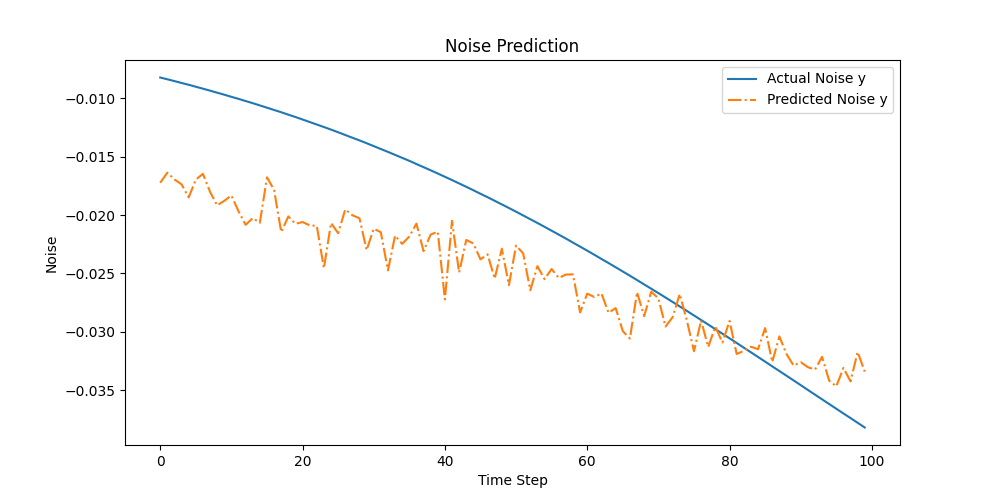 Noise Prediction
Actual Noise y
Predicted Noise y
−0.010
−0.015
−0.020
−0.025
−0.030
−0.035
Noise
0
20
40
60
80
100
Time Step